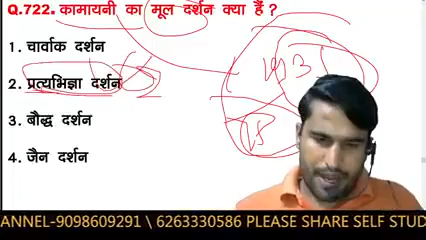 Q.722. कामायनी का मूल दर्शन क्या हैं ?
1. चार्वाक दर्शन
2. प्रत्यभिज्ञा दर्शन
3. बौद्ध दर्शन
4. जैन दर्शन
ANNEL-9098609291 \ 6263330586 PLEASE SHARE SELF STUD